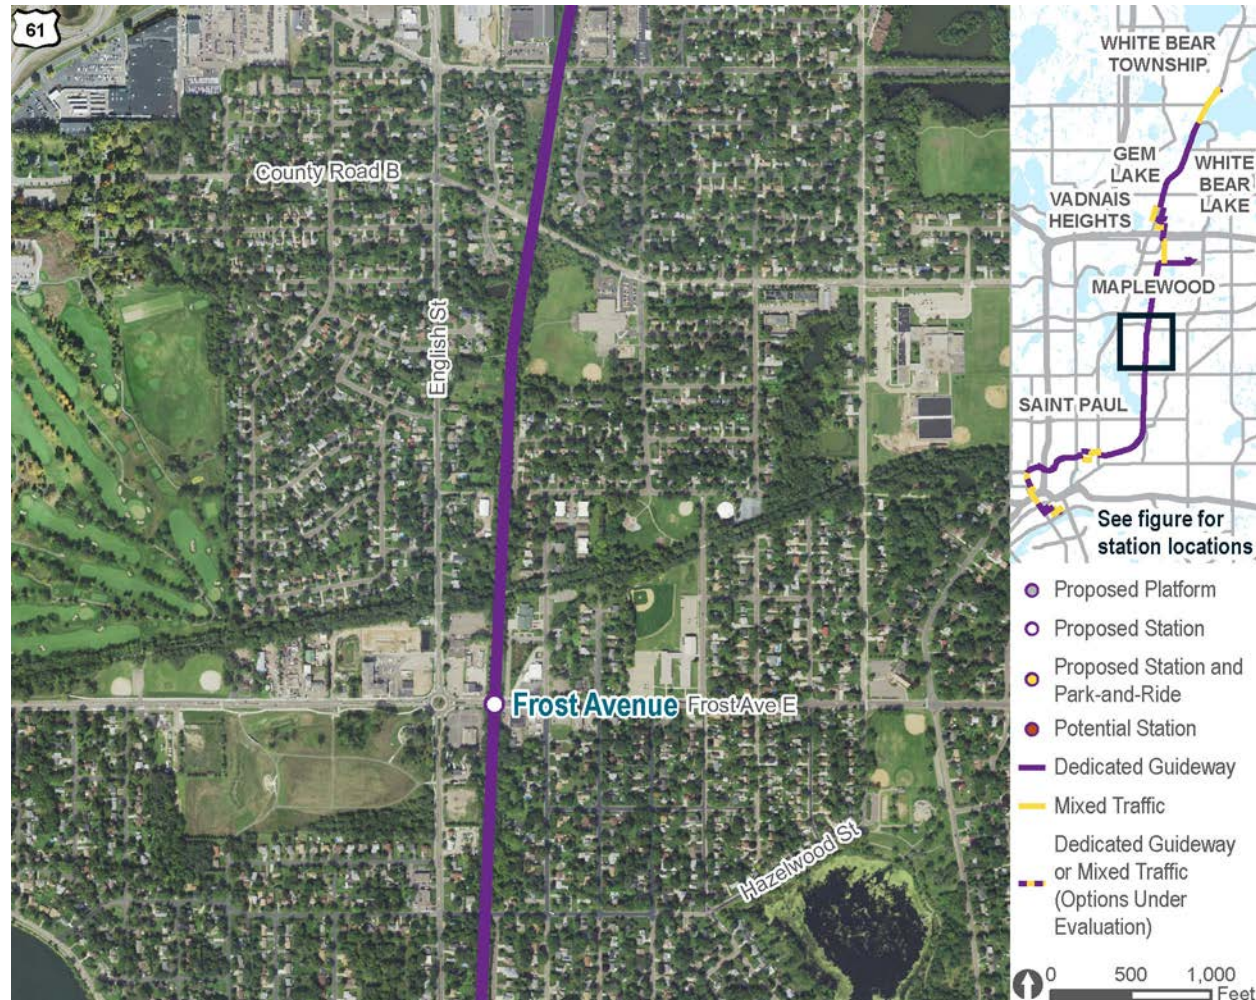 61
County Road B
English St
Frost Avenue
Frost Ave E
Hazelwood St
WHITE BEAR
TOWNSHIP
GEM
LAKE
WHITE
BEAR
LAKE
VADNAIS
HEIGHTS
MAPLEWOOD
SAINT PAUL
See figure for
station locations
Proposed Platform
Proposed Station
Proposed Station and
Park-and-Ride
Potential Station
Dedicated Guideway
Mixed Traffic
Dedicated Guideway
or Mixed Traffic
(Options Under
Evaluation)
0 500 1,000
Feet